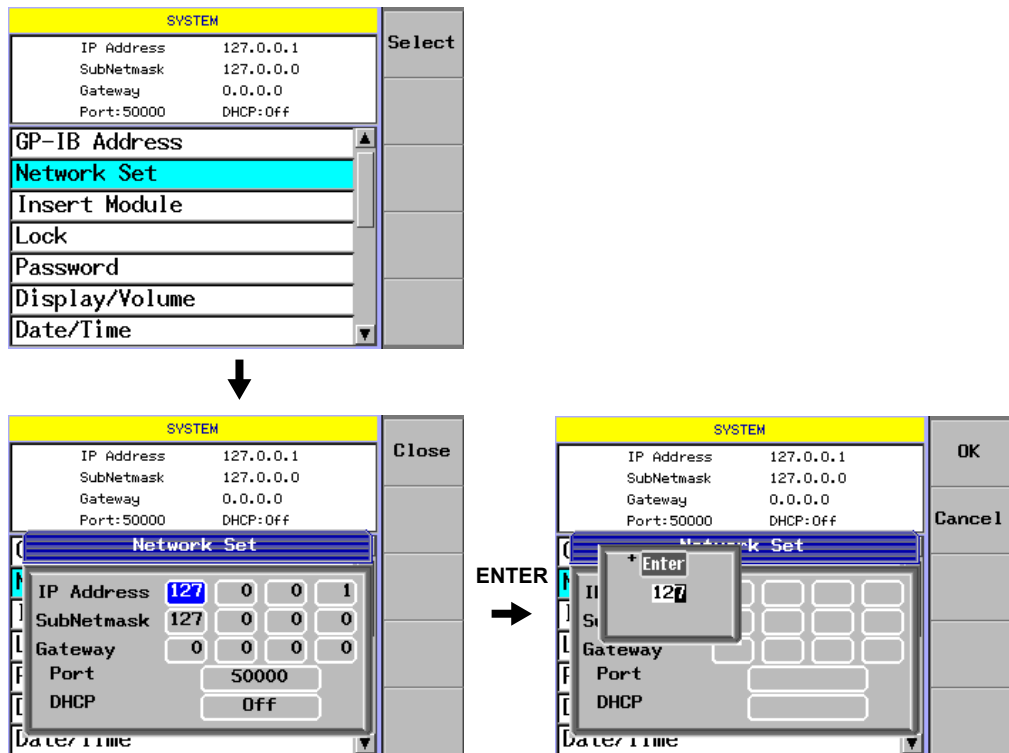 SYSTEM
IP Address 127.0.0.1
SubNetmask 127.0.0.0
Gateway 0.0.0.0
Port:50000 DHCP:Off
Select
GP-IB Address
Network Set
Insert Module
Lock
Password
Display/Volume
Date/Time
SYSTEM
IP Address 127.0.0.1
SubNetmask 127.0.0.0
Gateway 0.0.0.0
Port:50000 DHCP:Off
Close
Network Set
IP Address 127 0 0 1
SubNetmask 127 0 0 0
Gateway 0 0 0 0
Port 50000
DHCP Off
Date/Time
ENTER
SYSTEM
IP Address 127.0.0.1
SubNetmask 127.0.0.0
Gateway 0.0.0.0
Port:50000 DHCP:Off
OK
Cancel
Set
+ Enter
127
Gateway
Port
DHCP
Date/Time